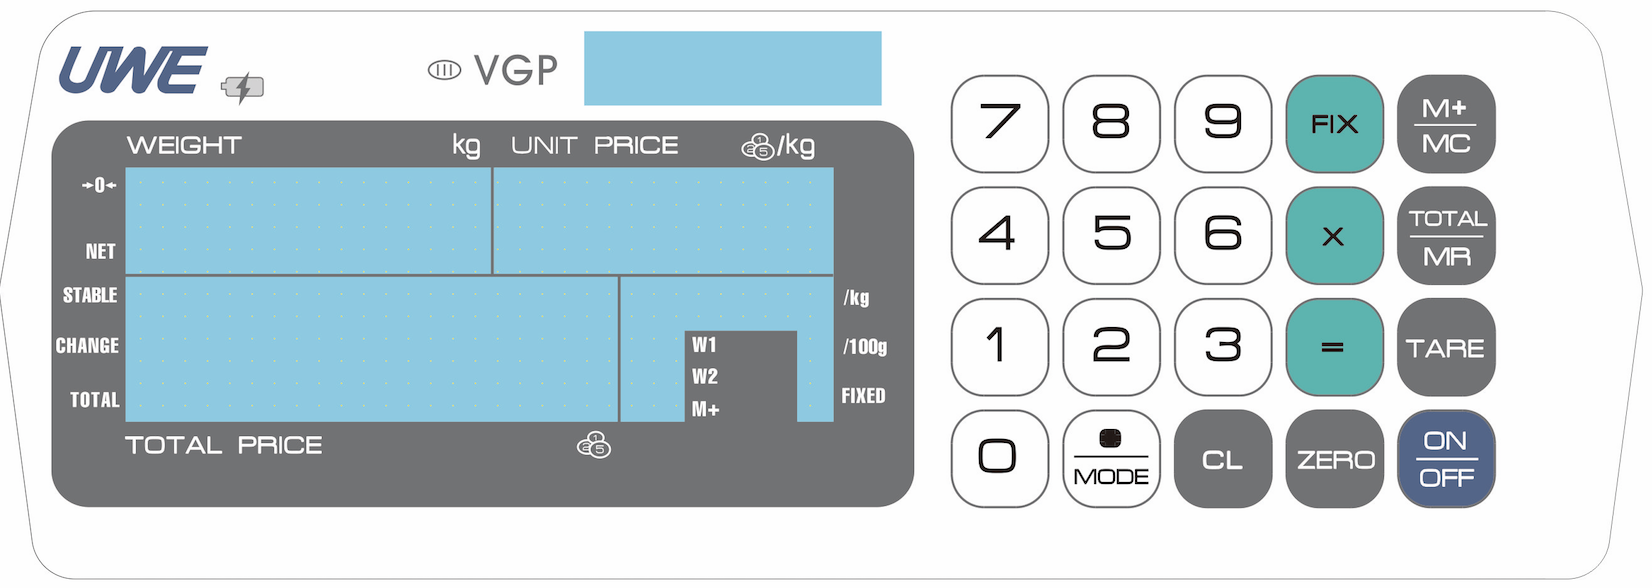 UWE
III VGP
WEIGHT kg UNIT PRICE /kg
→0←
NET
STABLE
CHANGE
TOTAL
/kg
/100g
FIXED
W1
W2
M+
TOTAL PRICE
7 8 9 FIX M+
MC
4 5 6 X TOTAL
MR
1 2 3 = TARE
0 MODE CL ZERO ON
OFF